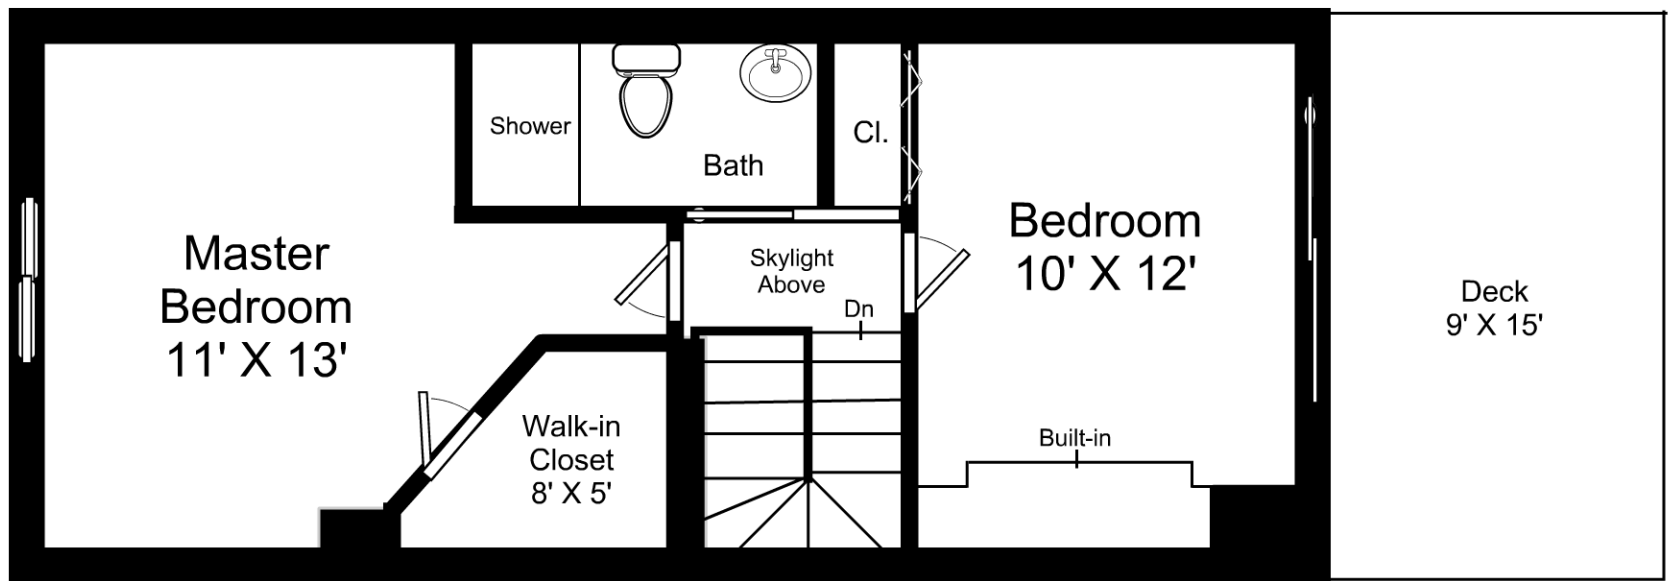 Shower
Bath
Cl.
Master
Bedroom
11' X 13'
Skylight
Above
Dn
Bedroom
10' X 12'
Deck
9' X 15'
Walk-in
Closet
8' X 5'
Built-in